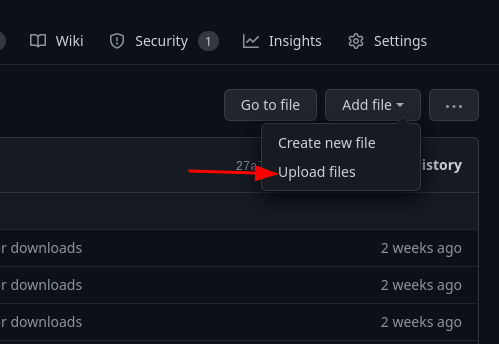 Wiki Security 1 Insights Settings
Go to file Add file ...
Create new file
Upload files
27a
istory
r downloads 2 weeks ago
r downloads 2 weeks ago
r downloads 2 weeks ago